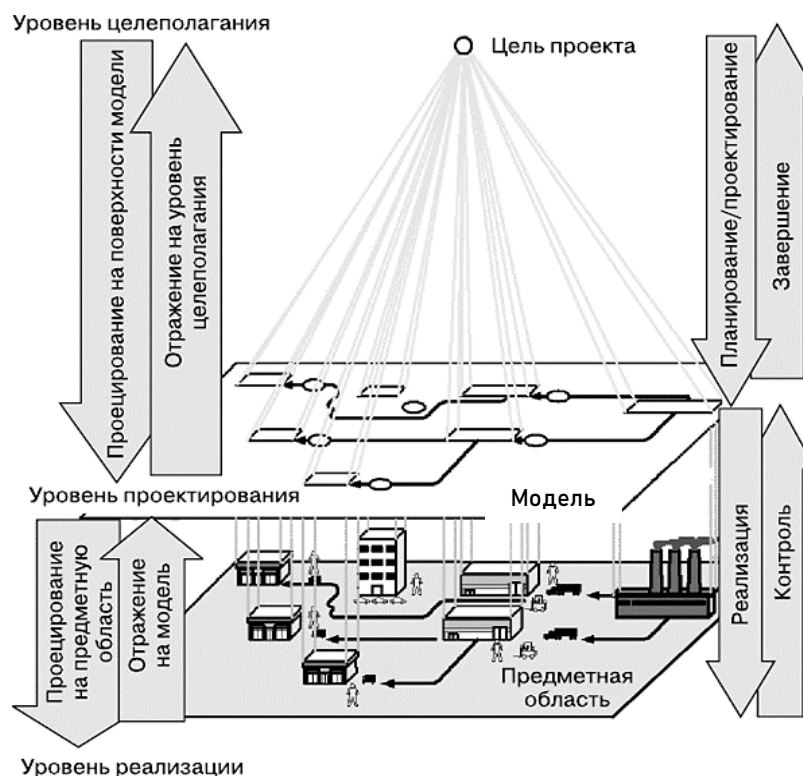 Уровень целеполагания
Цель проекта
Проецирование на поверхности модели
Отражение на уровень
целеполагания
Планирование/проектирование
Завершение
Уровень проектирования
Модель
Проецирование
на предметную
область
Отражение
на модель
Реализация
Контроль
Предметная
область
Уровень реализации